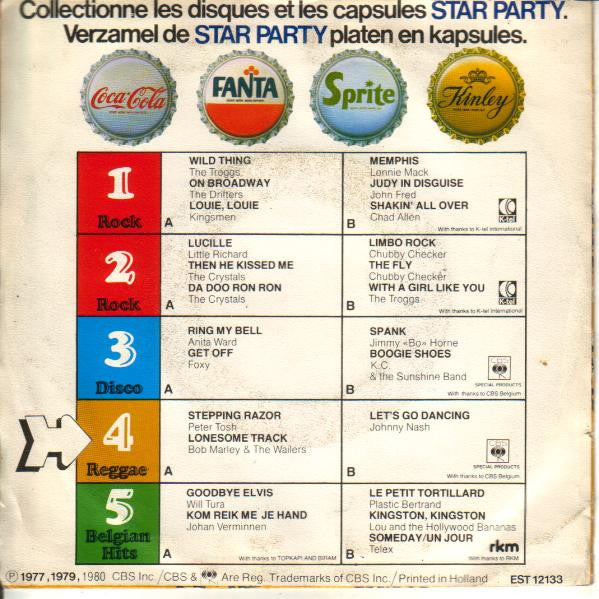 Collectionne les disques et les capsules STAR PARTY.
Verzamel de STAR PARTY platen en kapsules.
Coca-Cola
FANTA
Sprite
Kinley
1
Rock
A
WILD THING
The Troggs
ON BROADWAY
The Drifters
LOUIE, LOUIE
Kingsmen
B
MEMPHIS
Lonnie Mack
JUDY IN DISGUISE
John Fred
SHAKIN' ALL OVER
Chad Allen
K-tel
With thanks to K-tel international
2
Rock
A
LUCILLE
Little Richard
THEN HE KISSED ME
The Crystals
DA DOO RON RON
The Crystals
B
LIMBO ROCK
Chubby Checker
THE FLY
Chubby Checker
WITH A GIRL LIKE YOU
The Troggs
K-tel
With thanks to K-tel international
3
Disco
A
RING MY BELL
Anita Ward
GET OFF
Foxy
B
SPANK
Jimmy «Bo» Horne
BOOGIE SHOES
K.C.
& the Sunshine Band
CBS
SPECIAL PRODUCTS
With thanks to CBS Belgium
4
Reggae
A
STEPPING RAZOR
Peter Tosh
LONESOME TRACK
Bob Marley & The Wailers
B
LET'S GO DANCING
Johnny Nash
CBS
SPECIAL PRODUCTS
With thanks to CBS Belgium
5
Belgian
Hits
A
GOODBYE ELVIS
Will Tura
KOM REIK ME JE HAND
Johan Verminnen
With thanks to TOPKAPI AND BIRAM
B
LE PETIT TORTILLARD
Plastic Bertrand
KINGSTON, KINGSTON
Lou and the Hollywood Bananas
SOMEDAY/UN JOUR
Telex
rkm
With thanks to RKM
Ⓟ 1977, 1979, 1980 CBS Inc./CBS & Are Reg. Trademarks of CBS Inc./Printed in Holland EST 12133